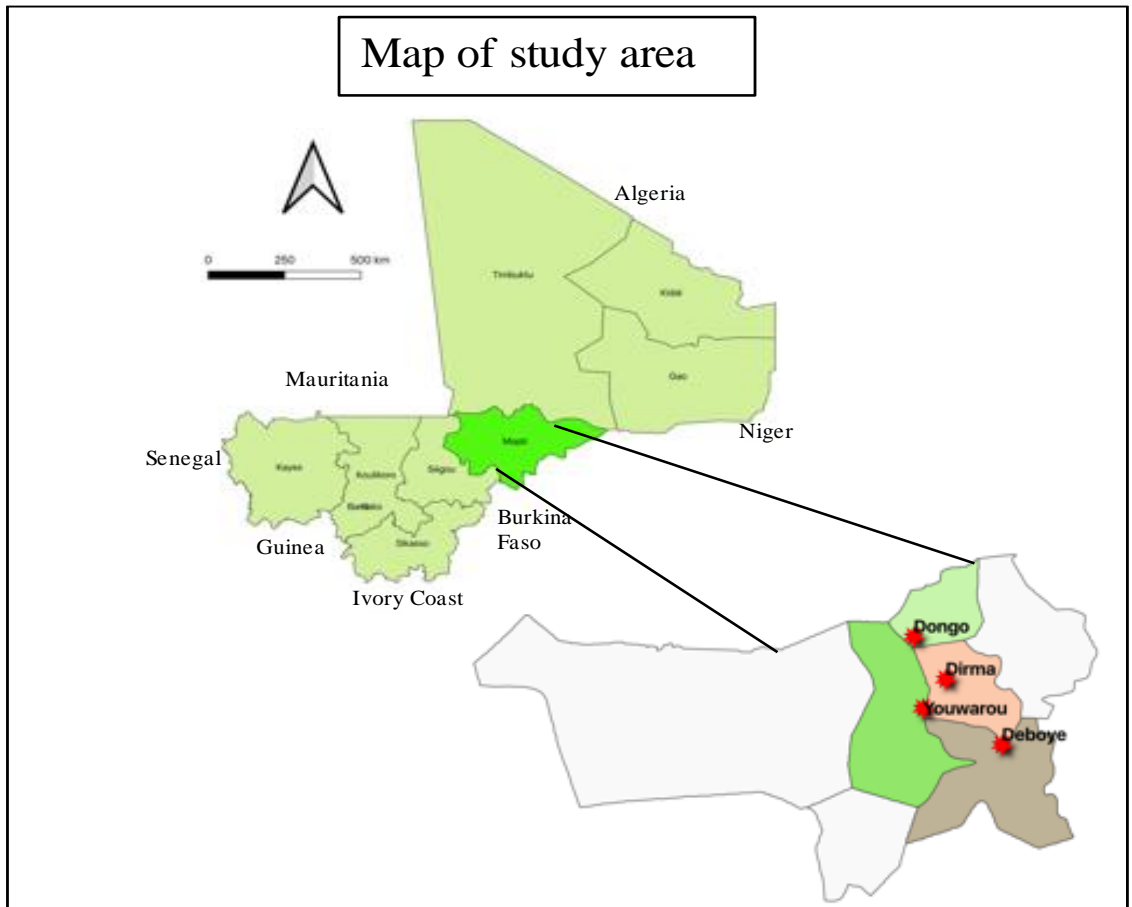 Map of study area
Algeria
0 250 500 km
Timbuktu
Kidal
Gao
Mauritania
Niger
Mopti
Senegal
Kayes
Koulikoro
Ségou
Burkina
Faso
Guinea
Sikasso
Ivory Coast
Dongo
Dirma
Youwarou
Deboye